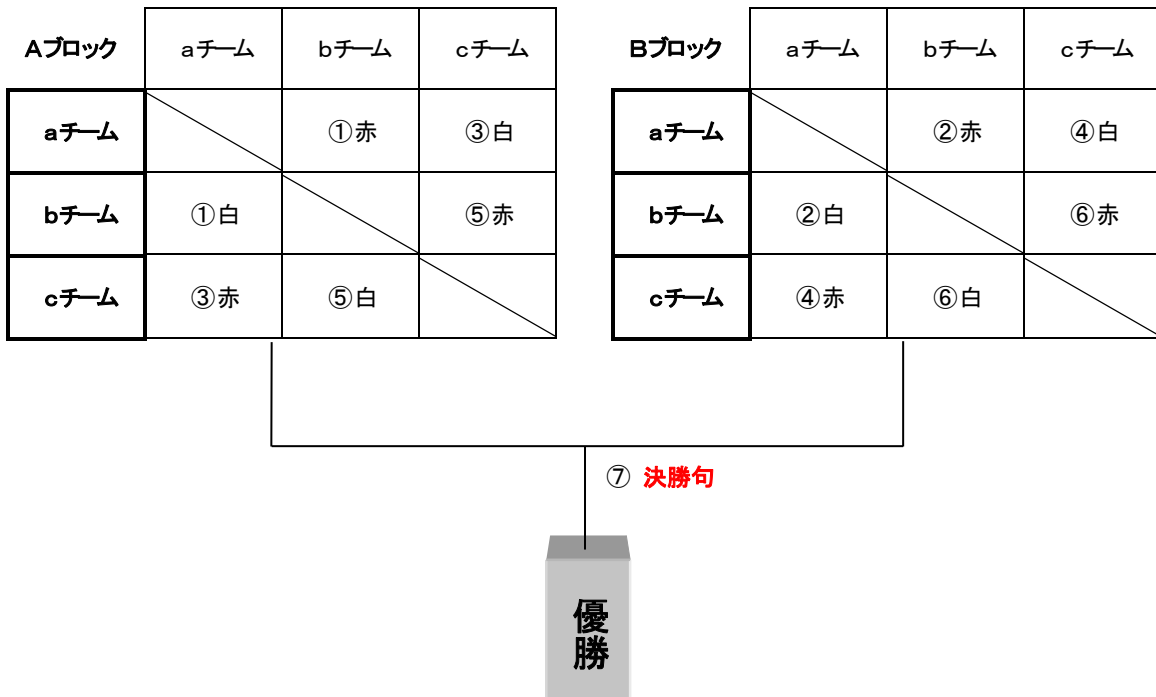 Aブロック aチーム bチーム cチーム
aチーム ①赤 ③白
bチーム ①白 ⑤赤
cチーム ③赤 ⑤白
Bブロック aチーム bチーム cチーム
aチーム ②赤 ④白
bチーム ②白 ⑥赤
cチーム ④赤 ⑥白
⑦ 決勝句
優勝